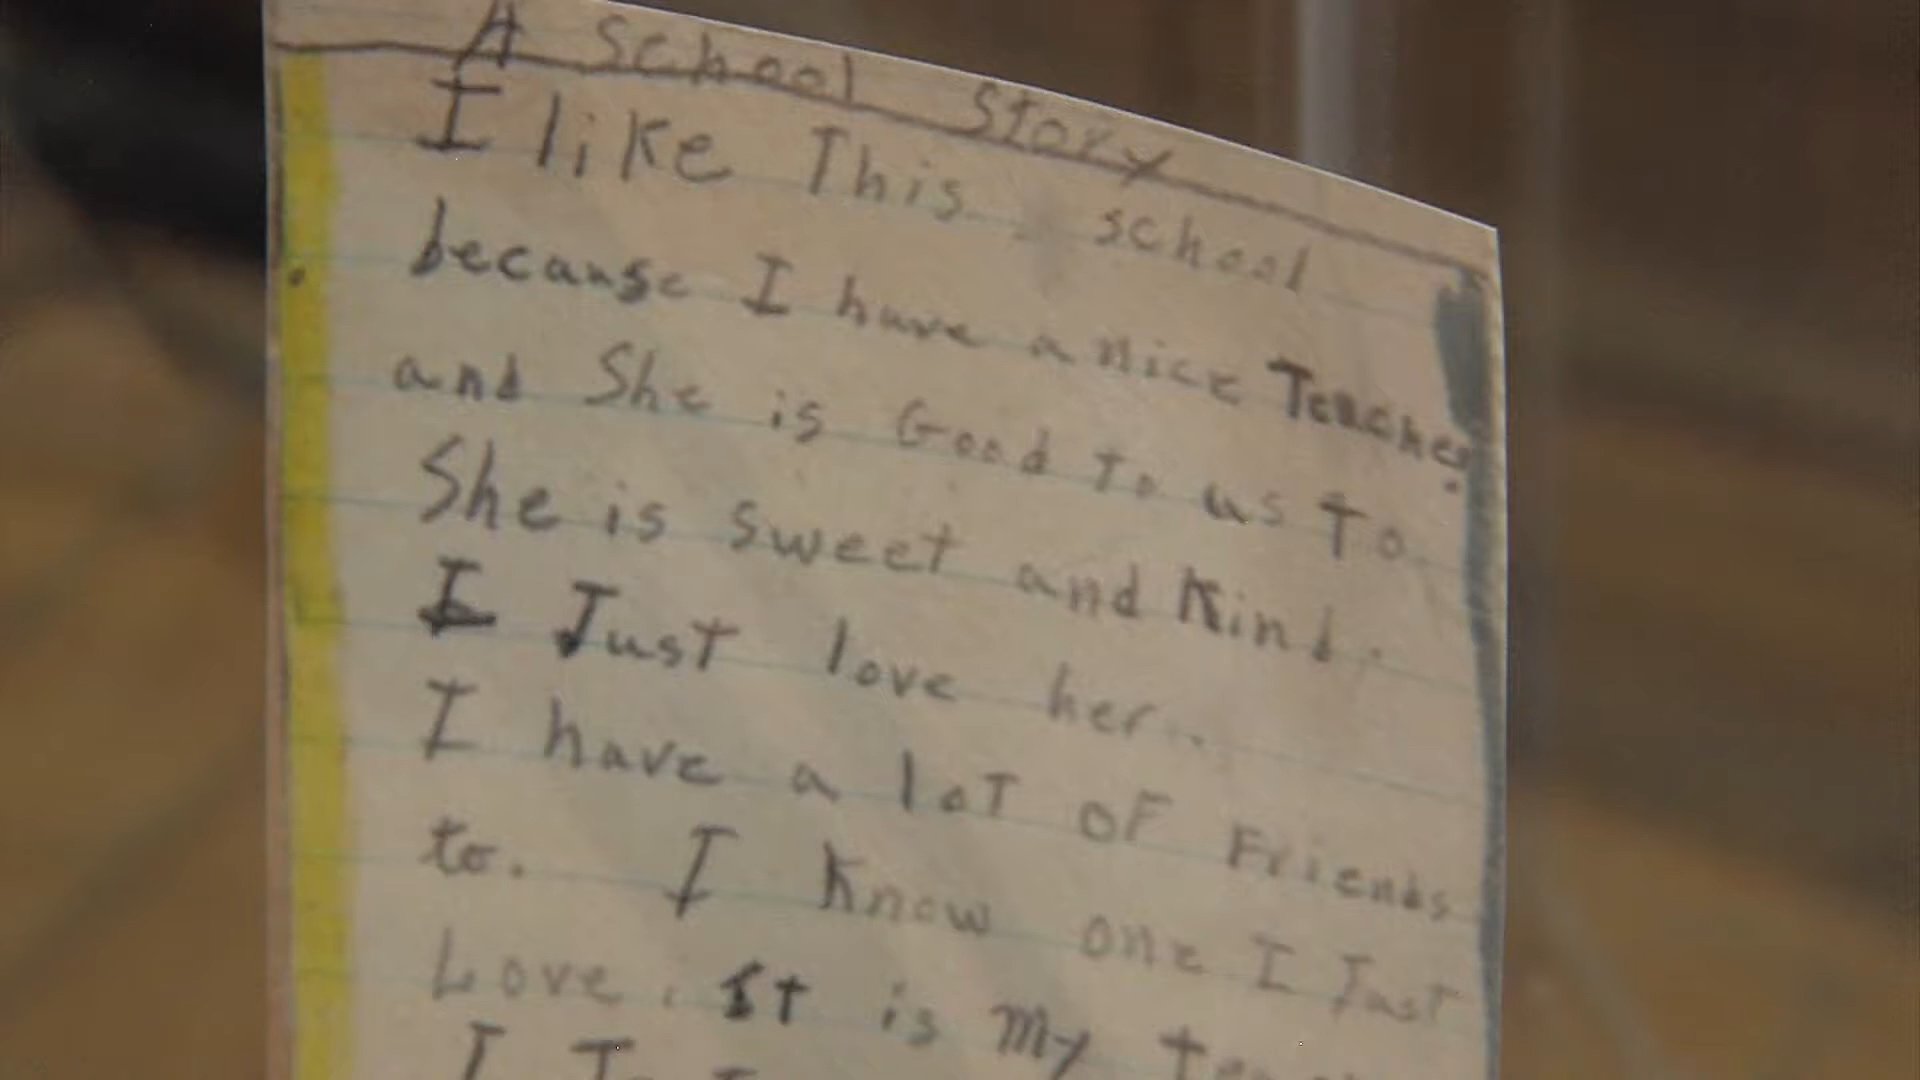 A School Story
I like This school
because I have a nice Teacher.
and She is Good To us To
She is sweet and Kind.
I Just love her..
I have a lot oF Friends
to. I Know one I Just
Love. It is My